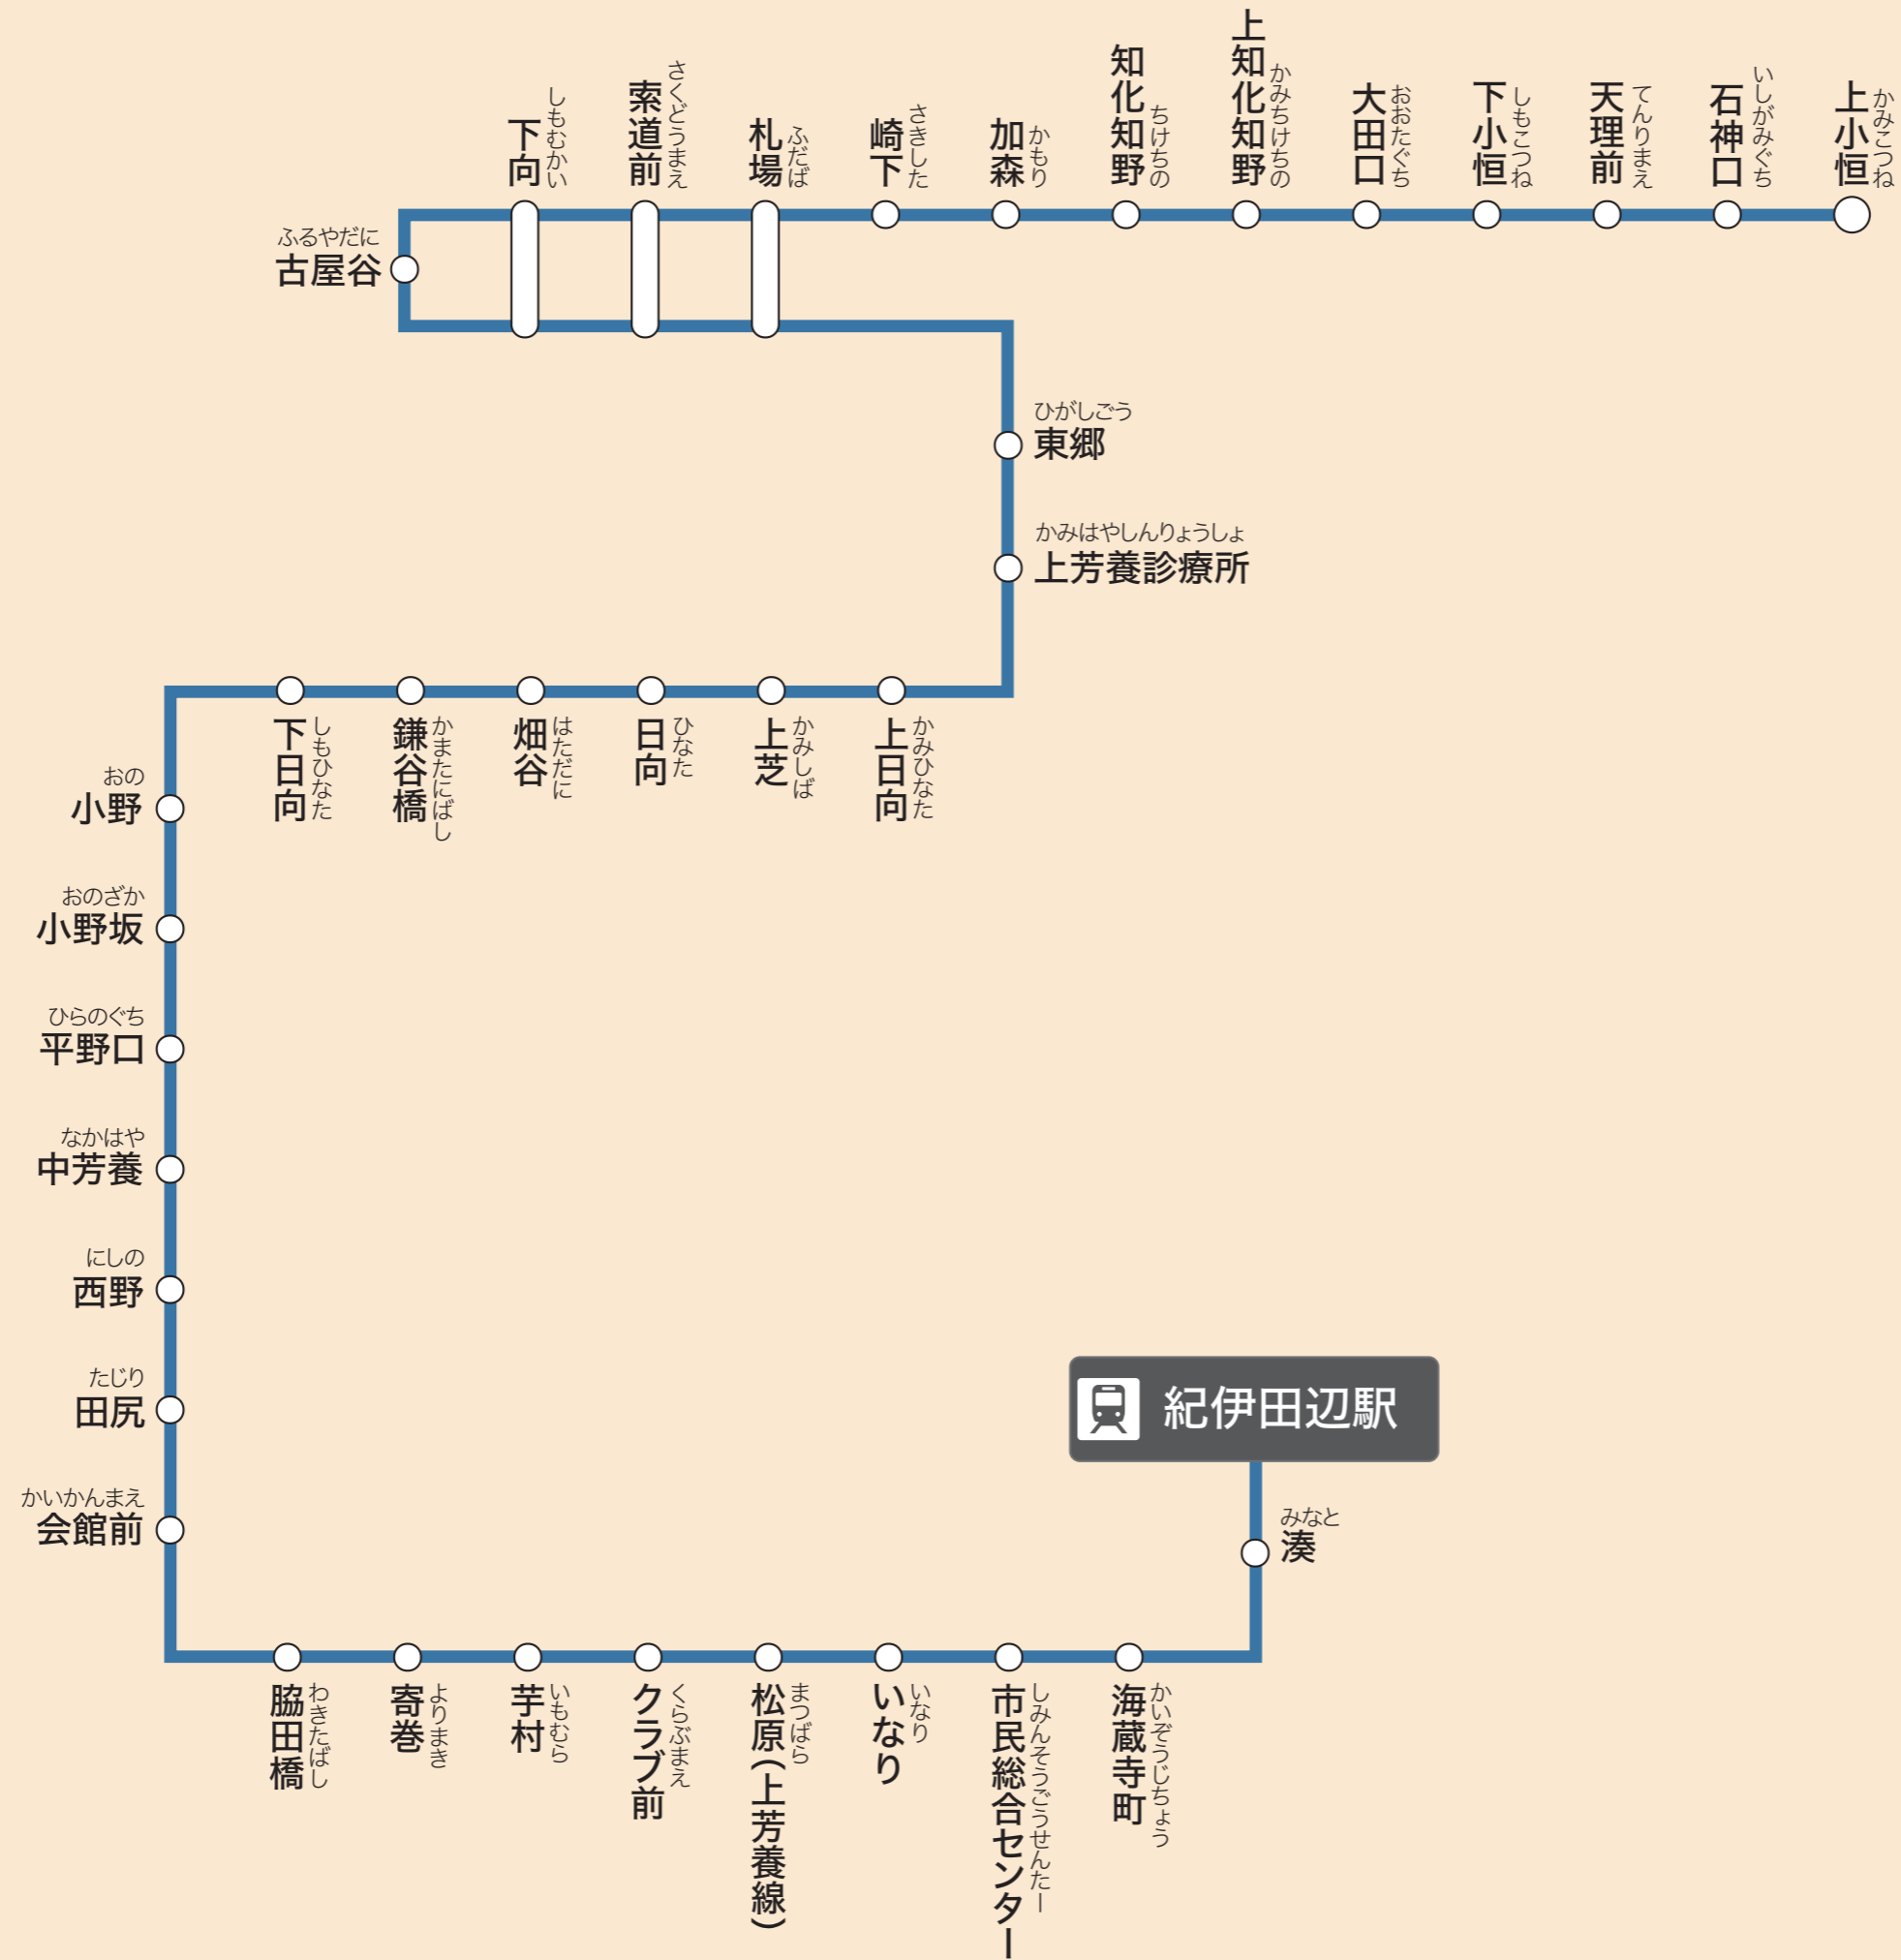 しもむかい
下向
さくどうまえ
索道前
ふだば
札場
さきした
崎下
かもり
加森
ちけちの
知化知野
かみちけちの
上知化知野
おおたぐち
大田口
しもこつね
下小恒
てんりまえ
天理前
いしがみぐち
石神口
かみこつね
上小恒
ふるやだに
古屋谷
ひがしごう
東郷
かみはやしんりょうしょ
上芳養診療所
しもひなた
下日向
かまたにばし
鎌谷橋
はただに
畑谷
ひなた
日向
かみしば
上芝
かみひなた
上日向
おの
小野
おのざか
小野坂
ひらのぐち
平野口
なかはや
中芳養
にしの
西野
たじり
田尻
かいかんまえ
会館前
紀伊田辺駅
みなと
湊
わきたばし
脇田橋
よりまき
寄巻
いもむら
芋村
くらぶまえ
クラブ前
まつばら
松原(上芳養線)
いなり
いなり
しみんそうごうせんたー
市民総合センター
かいぞうじちょう
海蔵寺町